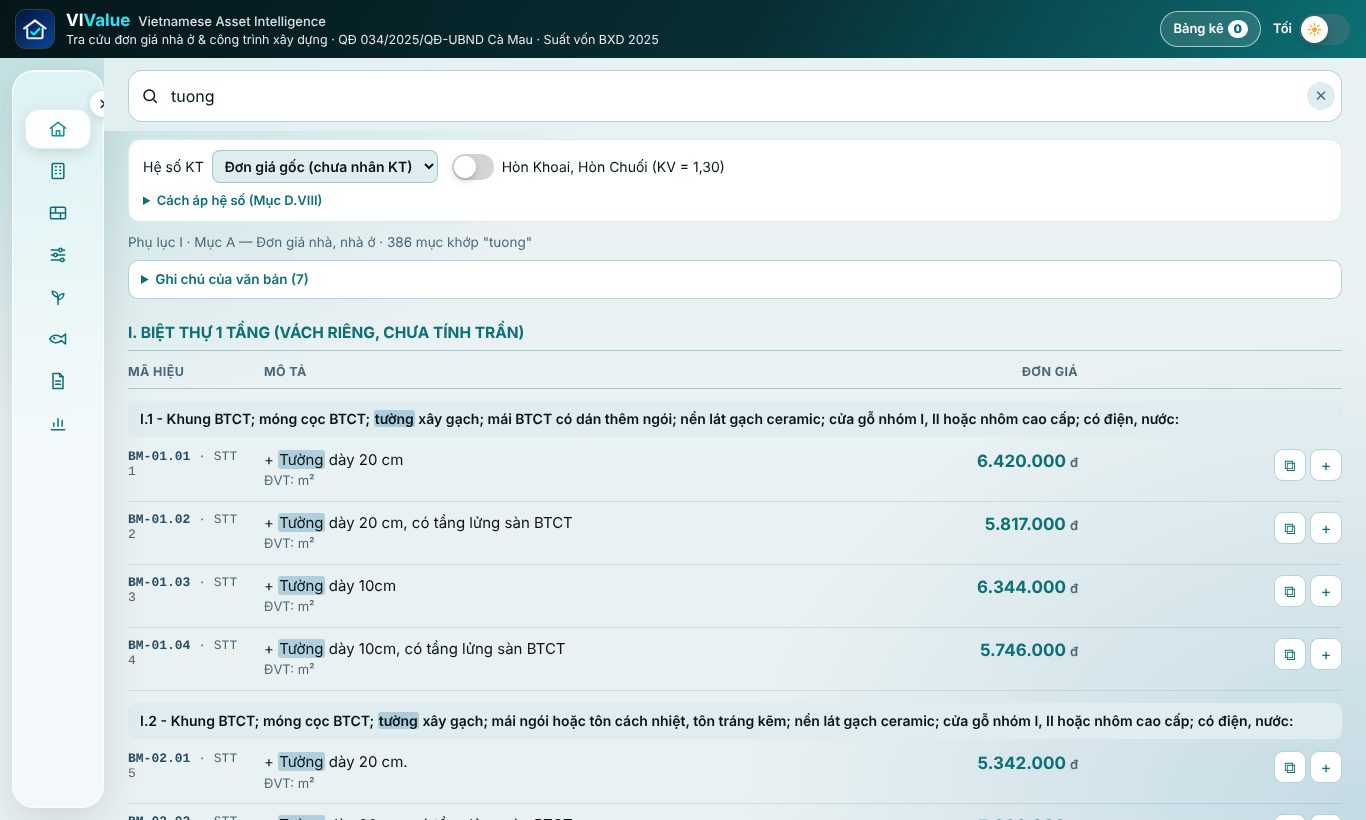 VIValue Vietnamese Asset Intelligence
Tra cứu đơn giá nhà ở & công trình xây dựng · QĐ 034/2025/QĐ-UBND Cà Mau · Suất vốn BXD 2025
Bảng kê 0
Tối
tuong
Hệ số KT
Đơn giá gốc (chưa nhân KT)
Hòn Khoai, Hòn Chuối (KV = 1,30)
Cách áp hệ số (Mục D.VIII)
Phụ lục I · Mục A — Đơn giá nhà, nhà ở · 386 mục khớp "tuong"
Ghi chú của văn bản (7)
I. BIỆT THỰ 1 TẦNG (VÁCH RIÊNG, CHƯA TÍNH TRẦN)
MÃ HIỆU MÔ TẢ ĐƠN GIÁ
I.1 - Khung BTCT; móng cọc BTCT; tường xây gạch; mái BTCT có dán thêm ngói; nền lát gạch ceramic; cửa gỗ nhóm I, II hoặc nhôm cao cấp; có điện, nước:
BM-01.01 · STT 1
+ Tường dày 20 cm
ĐVT: m²
6.420.000 đ
BM-01.02 · STT 2
+ Tường dày 20 cm, có tầng lửng sàn BTCT
ĐVT: m²
5.817.000 đ
BM-01.03 · STT 3
+ Tường dày 10cm
ĐVT: m²
6.344.000 đ
BM-01.04 · STT 4
+ Tường dày 10cm, có tầng lửng sàn BTCT
ĐVT: m²
5.746.000 đ
I.2 - Khung BTCT; móng cọc BTCT; tường xây gạch; mái ngói hoặc tôn cách nhiệt, tôn tráng kẽm; nền lát gạch ceramic; cửa gỗ nhóm I, II hoặc nhôm cao cấp; có điện, nước:
BM-02.01 · STT 5
+ Tường dày 20 cm.
ĐVT: m²
5.342.000 đ